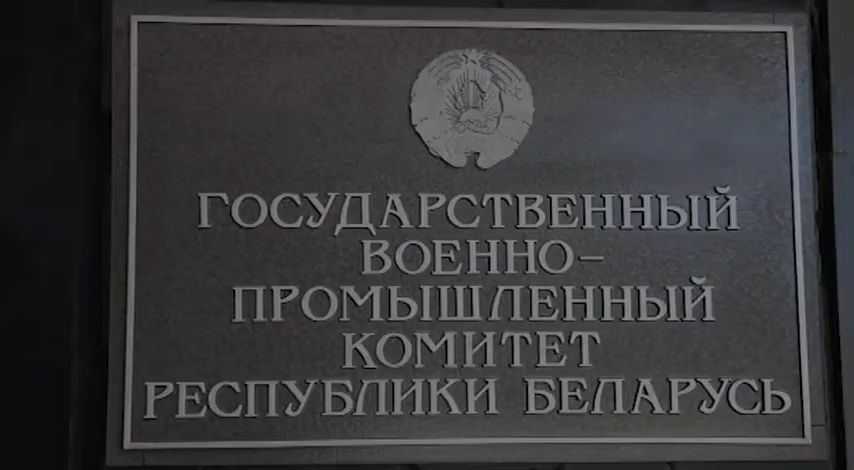 ГОСУДАРСТВЕННЫЙ
ВОЕННО-
ПРОМЫШЛЕННЫЙ
КОМИТЕТ
РЕСПУБЛИКИ БЕЛАРУСЬ